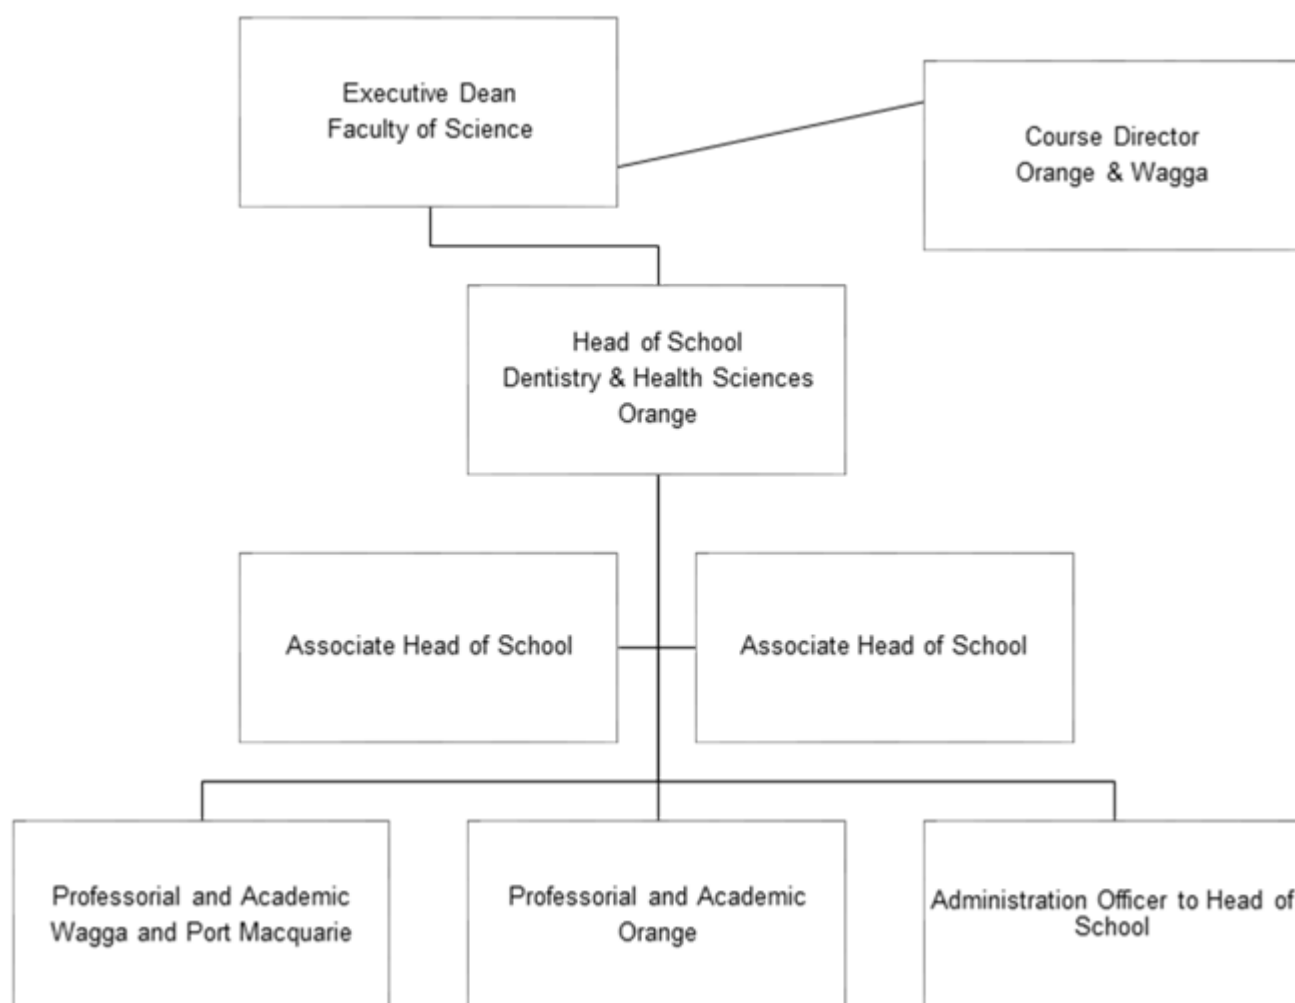 Executive Dean
Faculty of Science
Course Director
Orange & Wagga
Head of School
Dentistry & Health Sciences
Orange
Associate Head of School
Associate Head of School
Professorial and Academic
Wagga and Port Macquarie
Professorial and Academic
Orange
Administration Officer to Head of
School